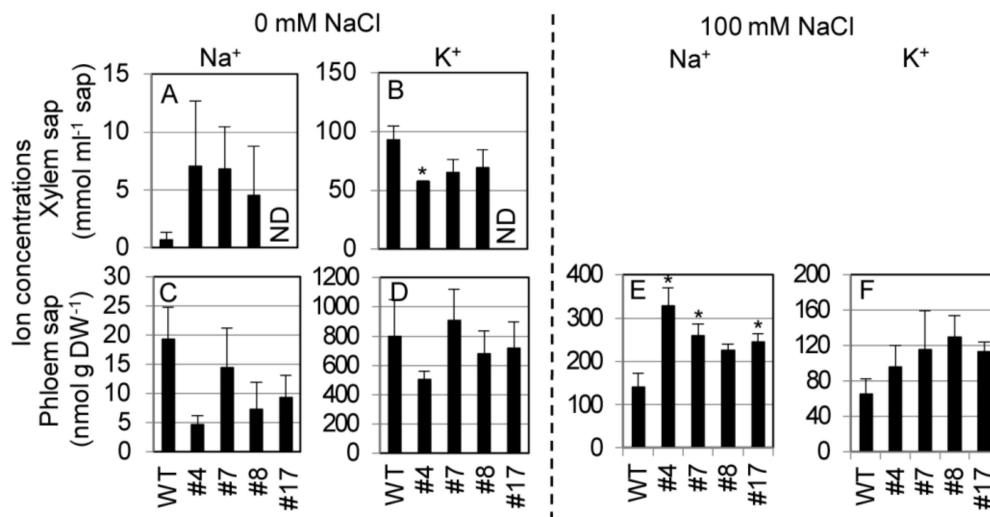 0 mM NaCl
100 mM NaCl
Na⁺
K⁺
Na⁺
K⁺
Ion concentrations
Xylem sap
(mmol ml⁻¹ sap)
Phloem sap
(nmol g DW⁻¹)
15
10
5
0
A
ND
150
100
50
0
B
*
ND
30
25
20
15
10
5
0
C
WT
#4
#7
#8
#17
1200
1000
800
600
400
200
0
D
WT
#4
#7
#8
#17
400
300
200
100
0
E
*
*
*
WT
#4
#7
#8
#17
200
160
120
80
40
0
F
WT
#4
#7
#8
#17